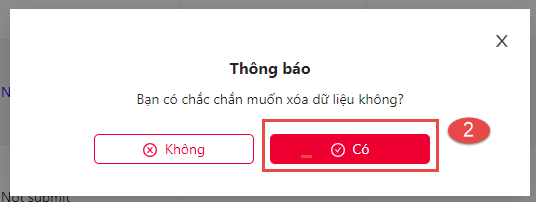 X
Thông báo
N
Bạn có chắc chắn muốn xóa dữ liệu không?
Không
Có
2
Not submit